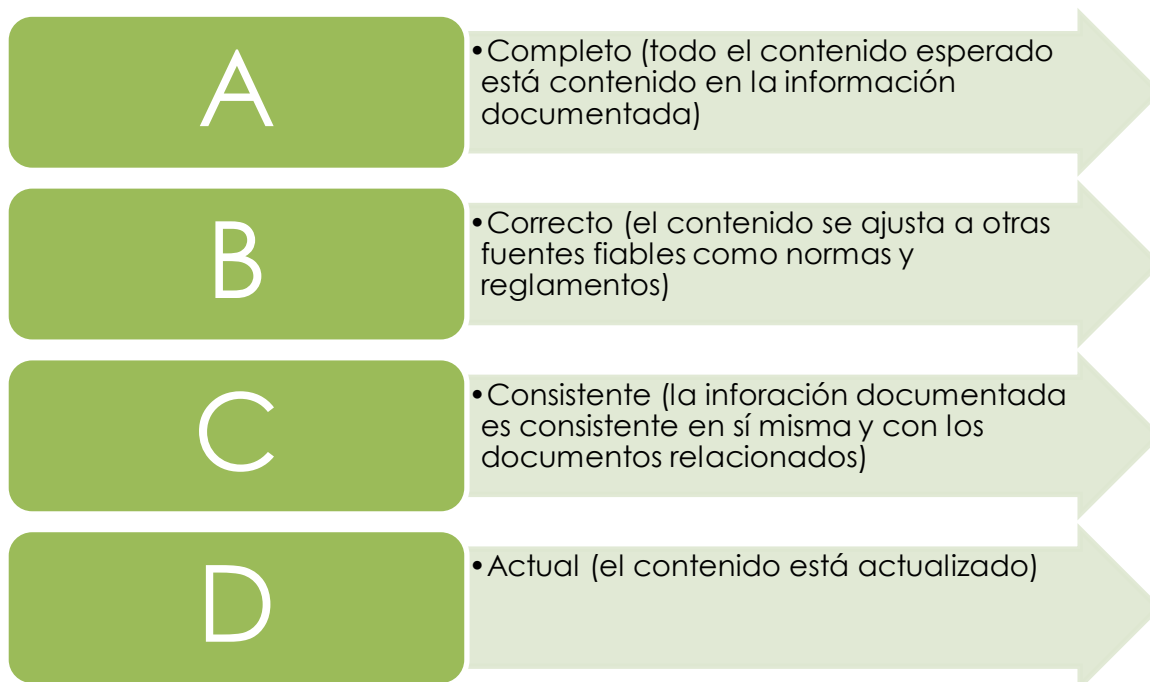 A
•Completo (todo el contenido esperado
está contenido en la información
documentada)
B
•Correcto (el contenido se ajusta a otras
fuentes fiables como normas y
reglamentos)
C
•Consistente (la inforación documentada
es consistente en sí misma y con los
documentos relacionados)
D
•Actual (el contenido está actualizado)